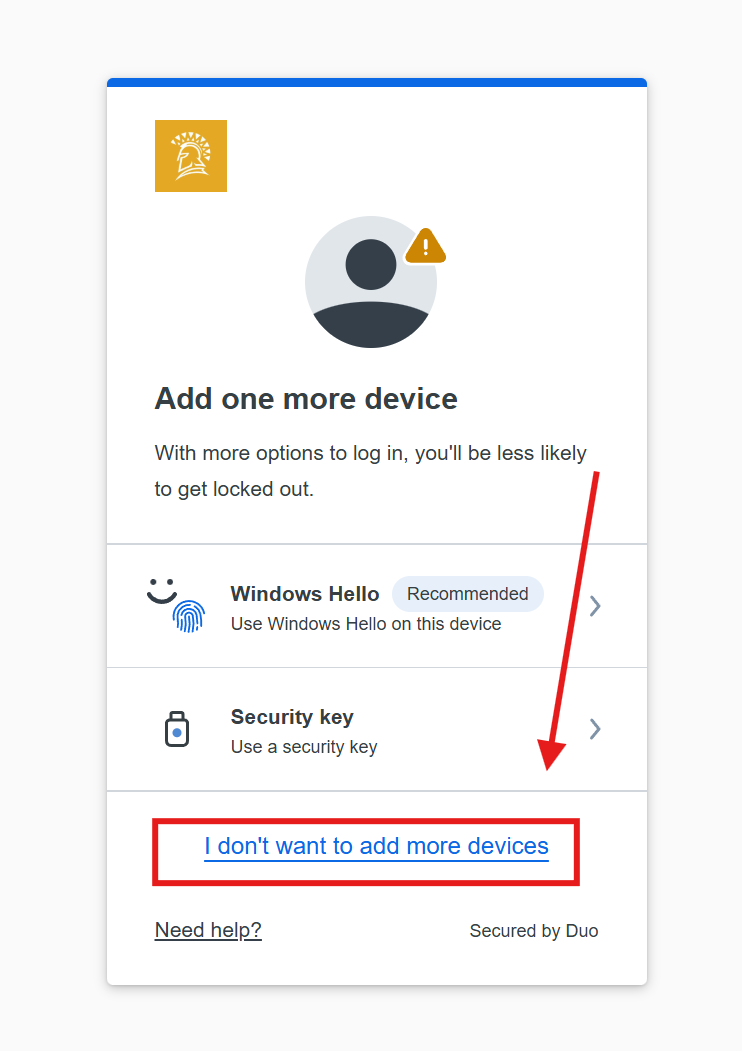 Add one more device
With more options to log in, you'll be less likely
to get locked out.
Windows Hello Recommended
Use Windows Hello on this device
Security key
Use a security key
I don't want to add more devices
Need help? Secured by Duo